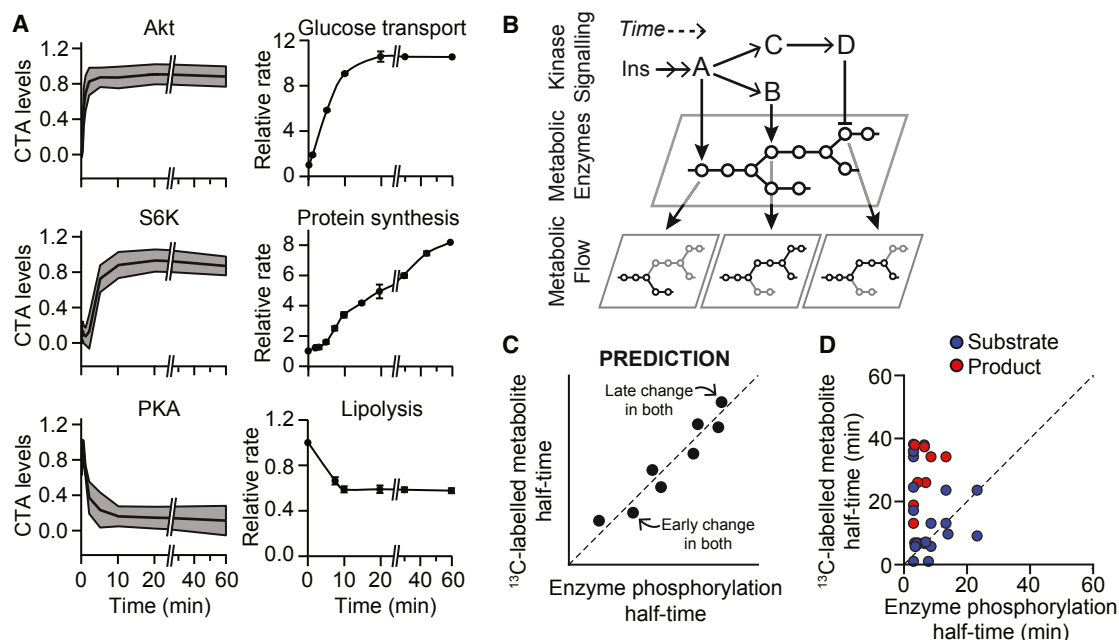 A
Akt
CTA levels
1.2
0.8
0.4
0.0
Glucose transport
Relative rate
12
8
4
0
S6K
CTA levels
1.2
0.8
0.4
0.0
Protein synthesis
Relative rate
8
6
4
2
0
PKA
CTA levels
1.2
0.8
0.4
0.0
0 10 20 60
Time (min)
Lipolysis
Relative rate
1.2
0.8
0.4
0.0
0 10 20 40 60
Time (min)
B
Time
Ins
A
B
C
D
Kinase
Signalling
Metabolic
Enzymes
Metabolic
Flow
C
PREDICTION
Late change
in both
Early change
in both
¹³C-labelled metabolite
half-time
Enzyme phosphorylation
half-time
D
Substrate
Product
¹³C-labelled metabolite
half-time (min)
60
40
20
0
0 20 40 60
Enzyme phosphorylation
half-time (min)